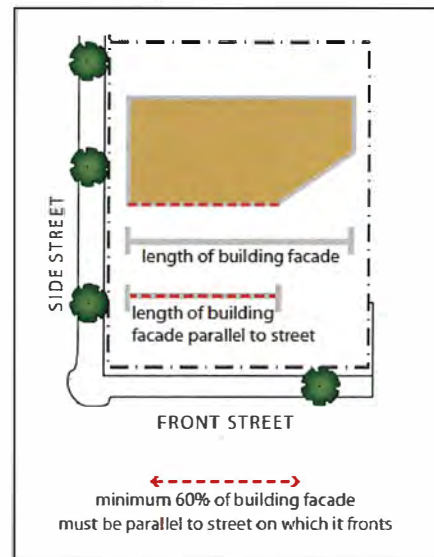 SIDE STREET
length of building facade
length of building
facade parallel to street
FRONT STREET
minimum 60% of building facade
must be parallel to street on which it fronts